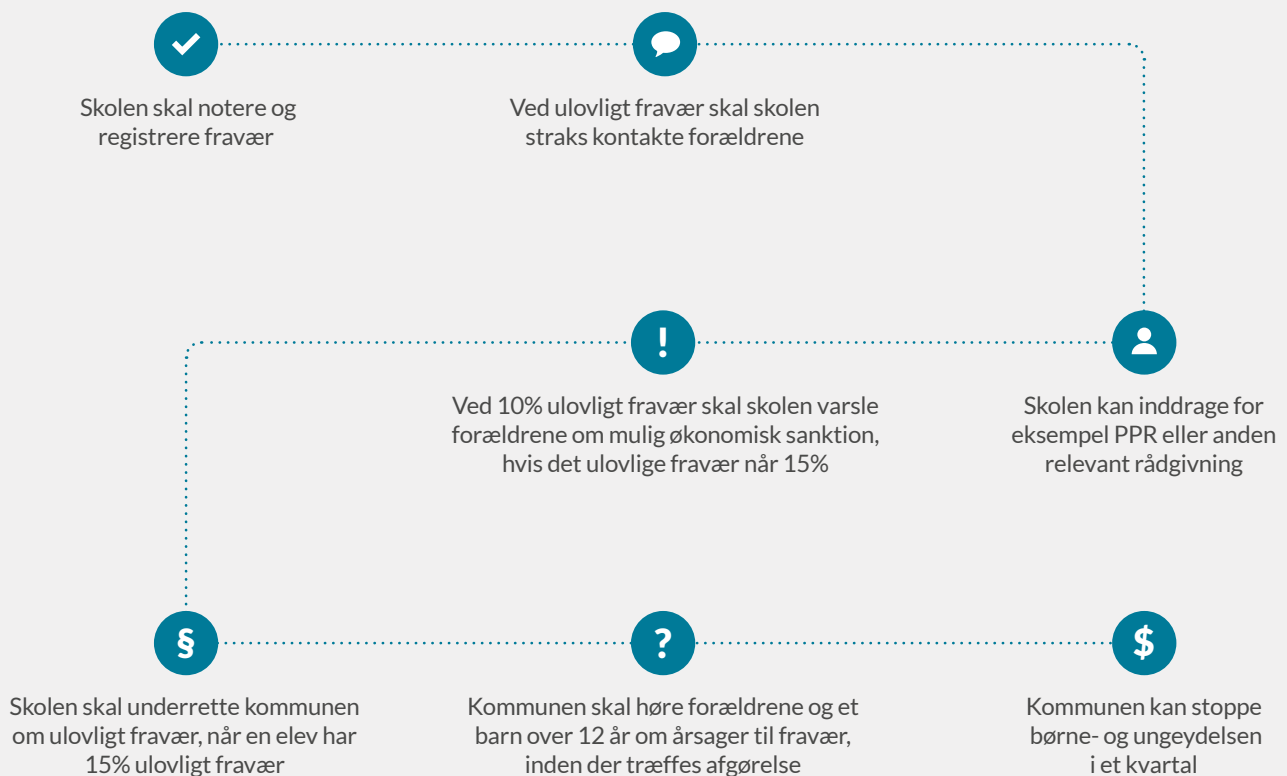 Skolen skal notere og
registrere fravær
Ved ulovligt fravær skal skolen
straks kontakte forældrene
!
Skolen kan inddrage for
eksempel PPR eller anden
relevant rådgivning
Ved 10% ulovligt fravær skal skolen varsle
forældrene om mulig økonomisk sanktion,
hvis det ulovlige fravær når 15%
§
Skolen skal underrette kommunen
om ulovligt fravær, når en elev har
15% ulovligt fravær
?
Kommunen skal høre forældrene og et
barn over 12 år om årsager til fravær,
inden der træffes afgørelse
$
Kommunen kan stoppe
børne- og ungeydelsen
i et kvartal